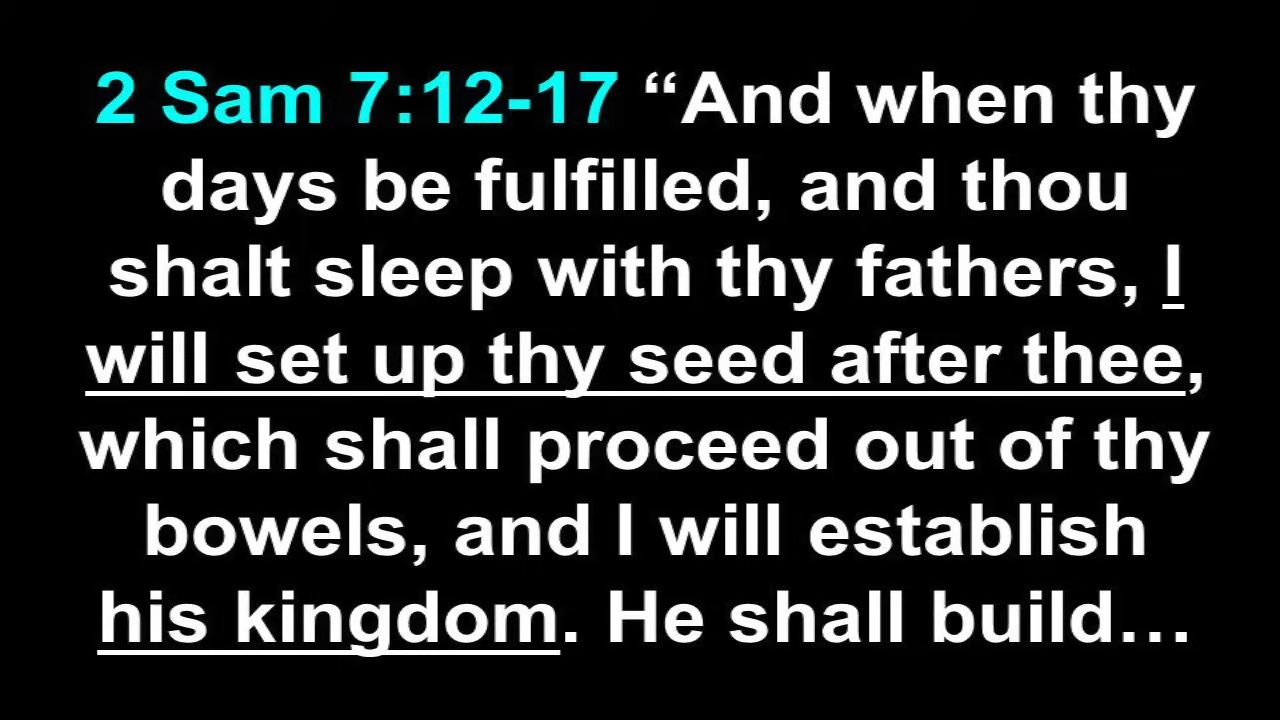 2 Sam 7:12-17 “And when thy
days be fulfilled, and thou
shalt sleep with thy fathers, I
will set up thy seed after thee,
which shall proceed out of thy
bowels, and I will establish
his kingdom. He shall build…